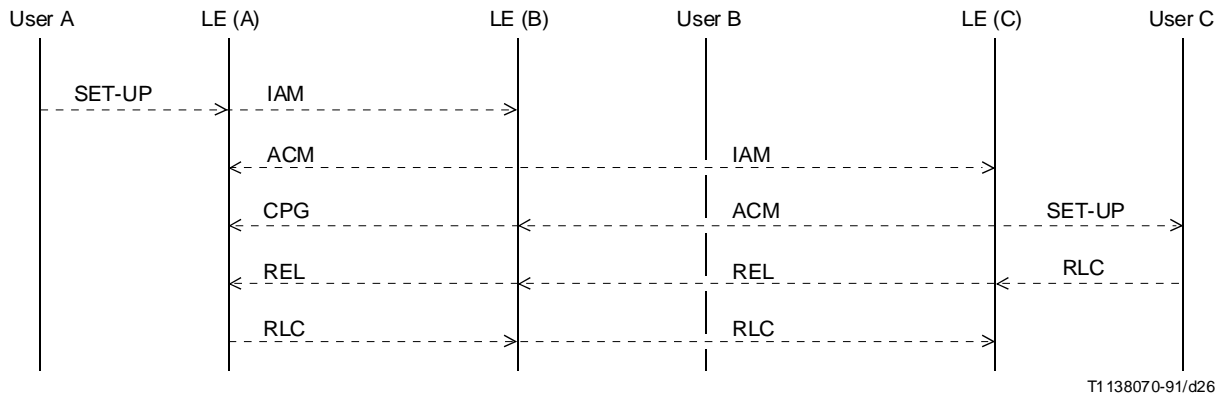 User A LE (A) LE (B) User B LE (C) User C
SET-UP IAM
ACM IAM
CPG ACM SET-UP
REL REL RLC
RLC RLC
T1138070-91/d26